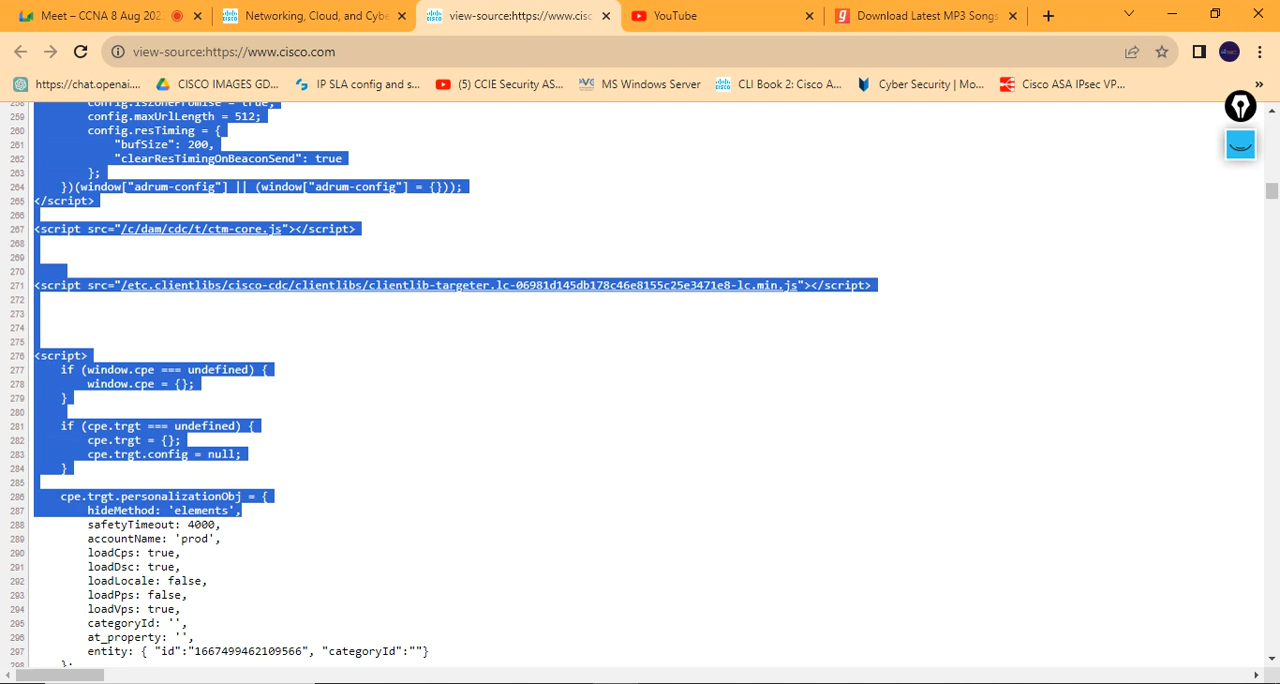 Meet – CCNA 8 Aug 202
Networking, Cloud, and Cybe
view-source:https://www.cisc
YouTube
Download Latest MP3 Songs
view-source:https://www.cisco.com
https://chat.openai....
CISCO IMAGES GD...
IP SLA config and s...
(5) CCIE Security AS...
MS Windows Server
CLI Book 2: Cisco A...
Cyber Security | Mo...
Cisco ASA IPsec VP...
»
258 config.isZonePromise = true;
259 config.maxUrlLength = 512;
260 config.resTiming = {
261 "bufSize": 200,
262 "clearResTimingOnBeaconSend": true
263 };
264 })(window["adrum-config"] || (window["adrum-config"] = {}));
265 </script>
266
267 <script src="/c/dam/cdc/t/ctm-core.js"></script>
268
269
270
271 <script src="/etc.clientlibs/cisco-cdc/clientlibs/clientlib-targeter.lc-06981d145db178c46e8155c25e3471e8-lc.min.js"></script>
272
273
274
275
276 <script>
277 if (window.cpe === undefined) {
278 window.cpe = {};
279 }
280
281 if (cpe.trgt === undefined) {
282 cpe.trgt = {};
283 cpe.trgt.config = null;
284 }
285
286 cpe.trgt.personalizationObj = {
287 hideMethod: 'elements',
288 safetyTimeout: 4000,
289 accountName: 'prod',
290 loadCps: true,
291 loadDsc: true,
292 loadLocale: false,
293 loadPps: false,
294 loadVps: true,
295 categoryId: '',
296 at_property: '',
297 entity: { "id":"1667499462109566", "categoryId":""}
298 };